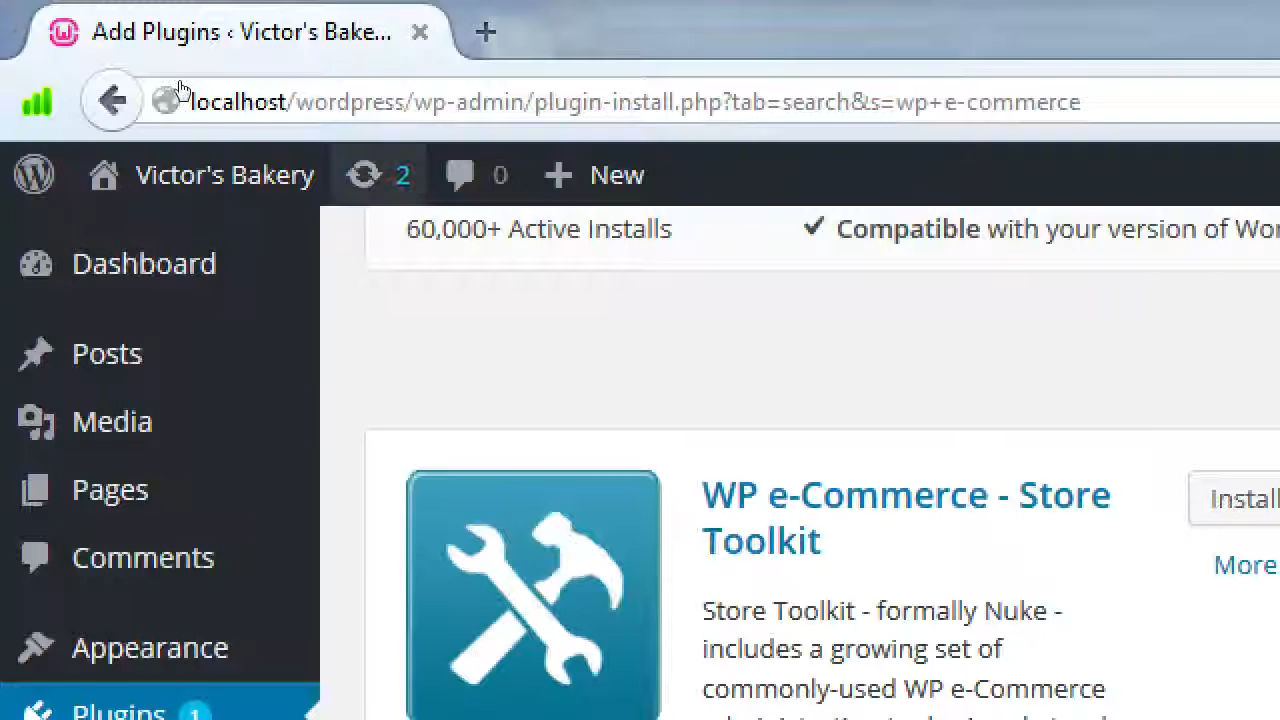 Add Plugins ‹ Victor's Bake...
localhost/wordpress/wp-admin/plugin-install.php?tab=search&s=wp+e-commerce
Victor's Bakery 2 0 New
60,000+ Active Installs
Compatible with your version of Wor
Dashboard
Posts
Media
Pages
Comments
Appearance
Plugins 1
WP e-Commerce - Store
Toolkit
Install
More
Store Toolkit - formally Nuke -
includes a growing set of
commonly-used WP e-Commerce